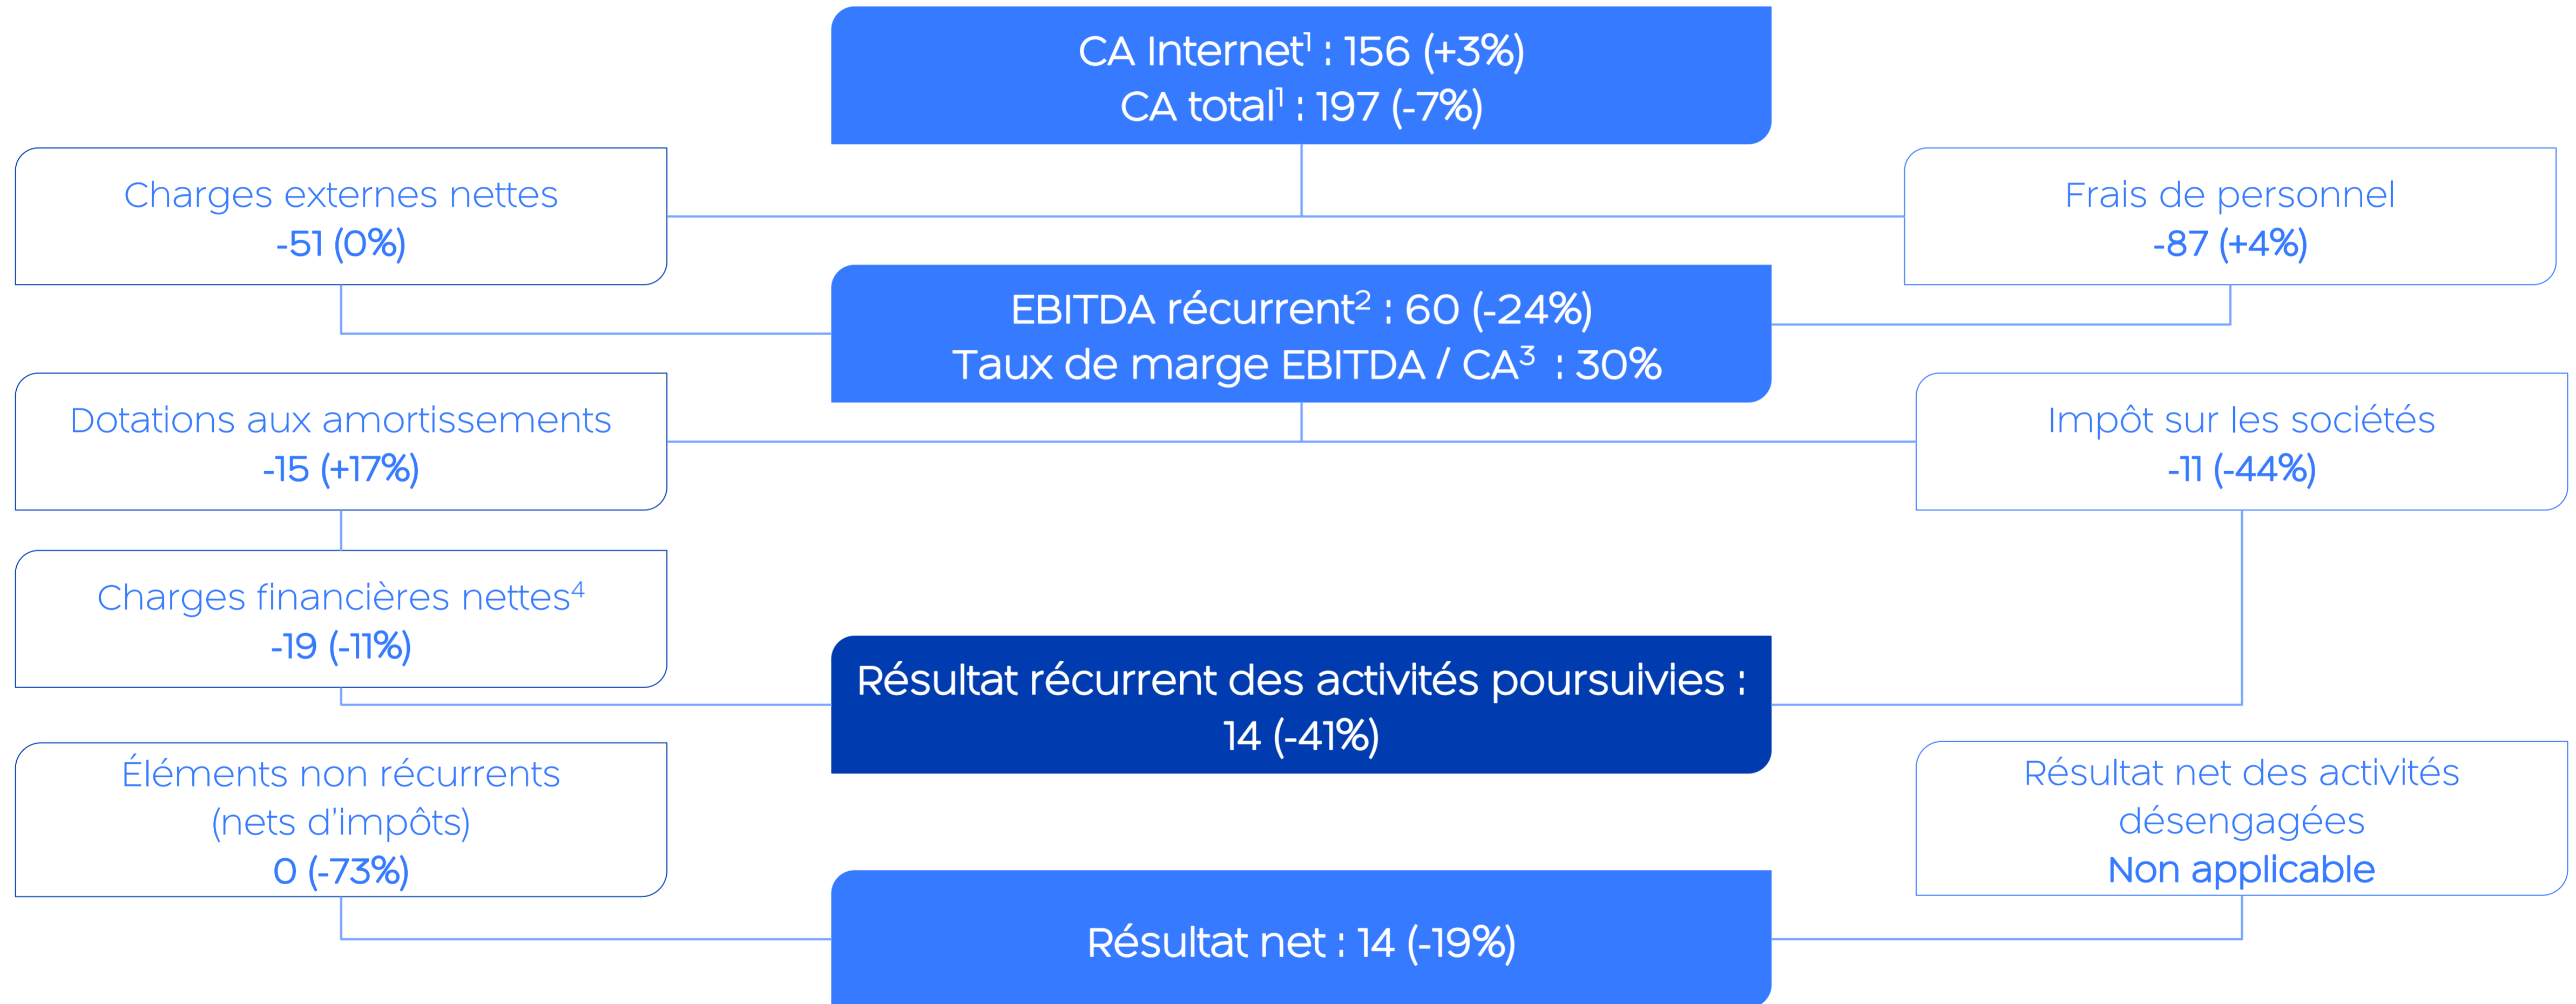 CA Internet¹ : 156 (+3%)
CA total¹ : 197 (-7%)
Charges externes nettes
-51 (0%)
Frais de personnel
-87 (+4%)
EBITDA récurrent² : 60 (-24%)
Taux de marge EBITDA / CA³ : 30%
Dotations aux amortissements
-15 (+17%)
Impôt sur les sociétés
-11 (-44%)
Charges financières nettes⁴
-19 (-11%)
Résultat récurrent des activités poursuivies :
14 (-41%)
Éléments non récurrents
(nets d'impôts)
0 (-73%)
Résultat net des activités
désengagées
Non applicable
Résultat net : 14 (-19%)